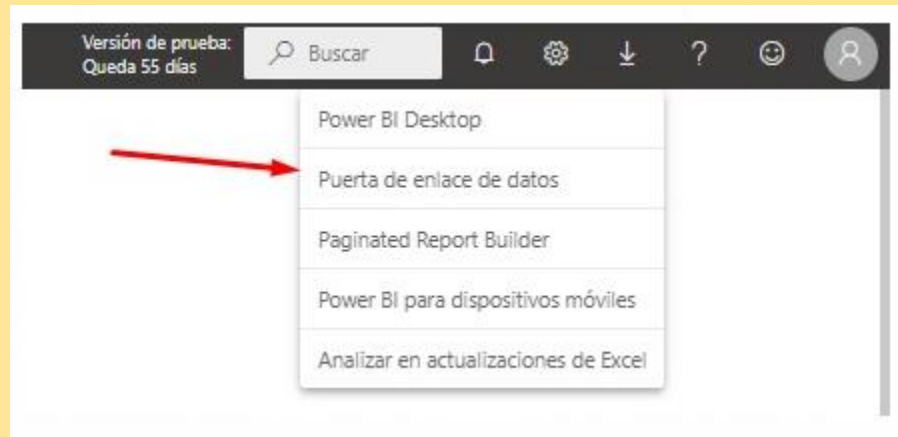 Versión de prueba:
Queda 55 días
Buscar
?
Power BI Desktop
Puerta de enlace de datos
Paginated Report Builder
Power BI para dispositivos móviles
Analizar en actualizaciones de Excel